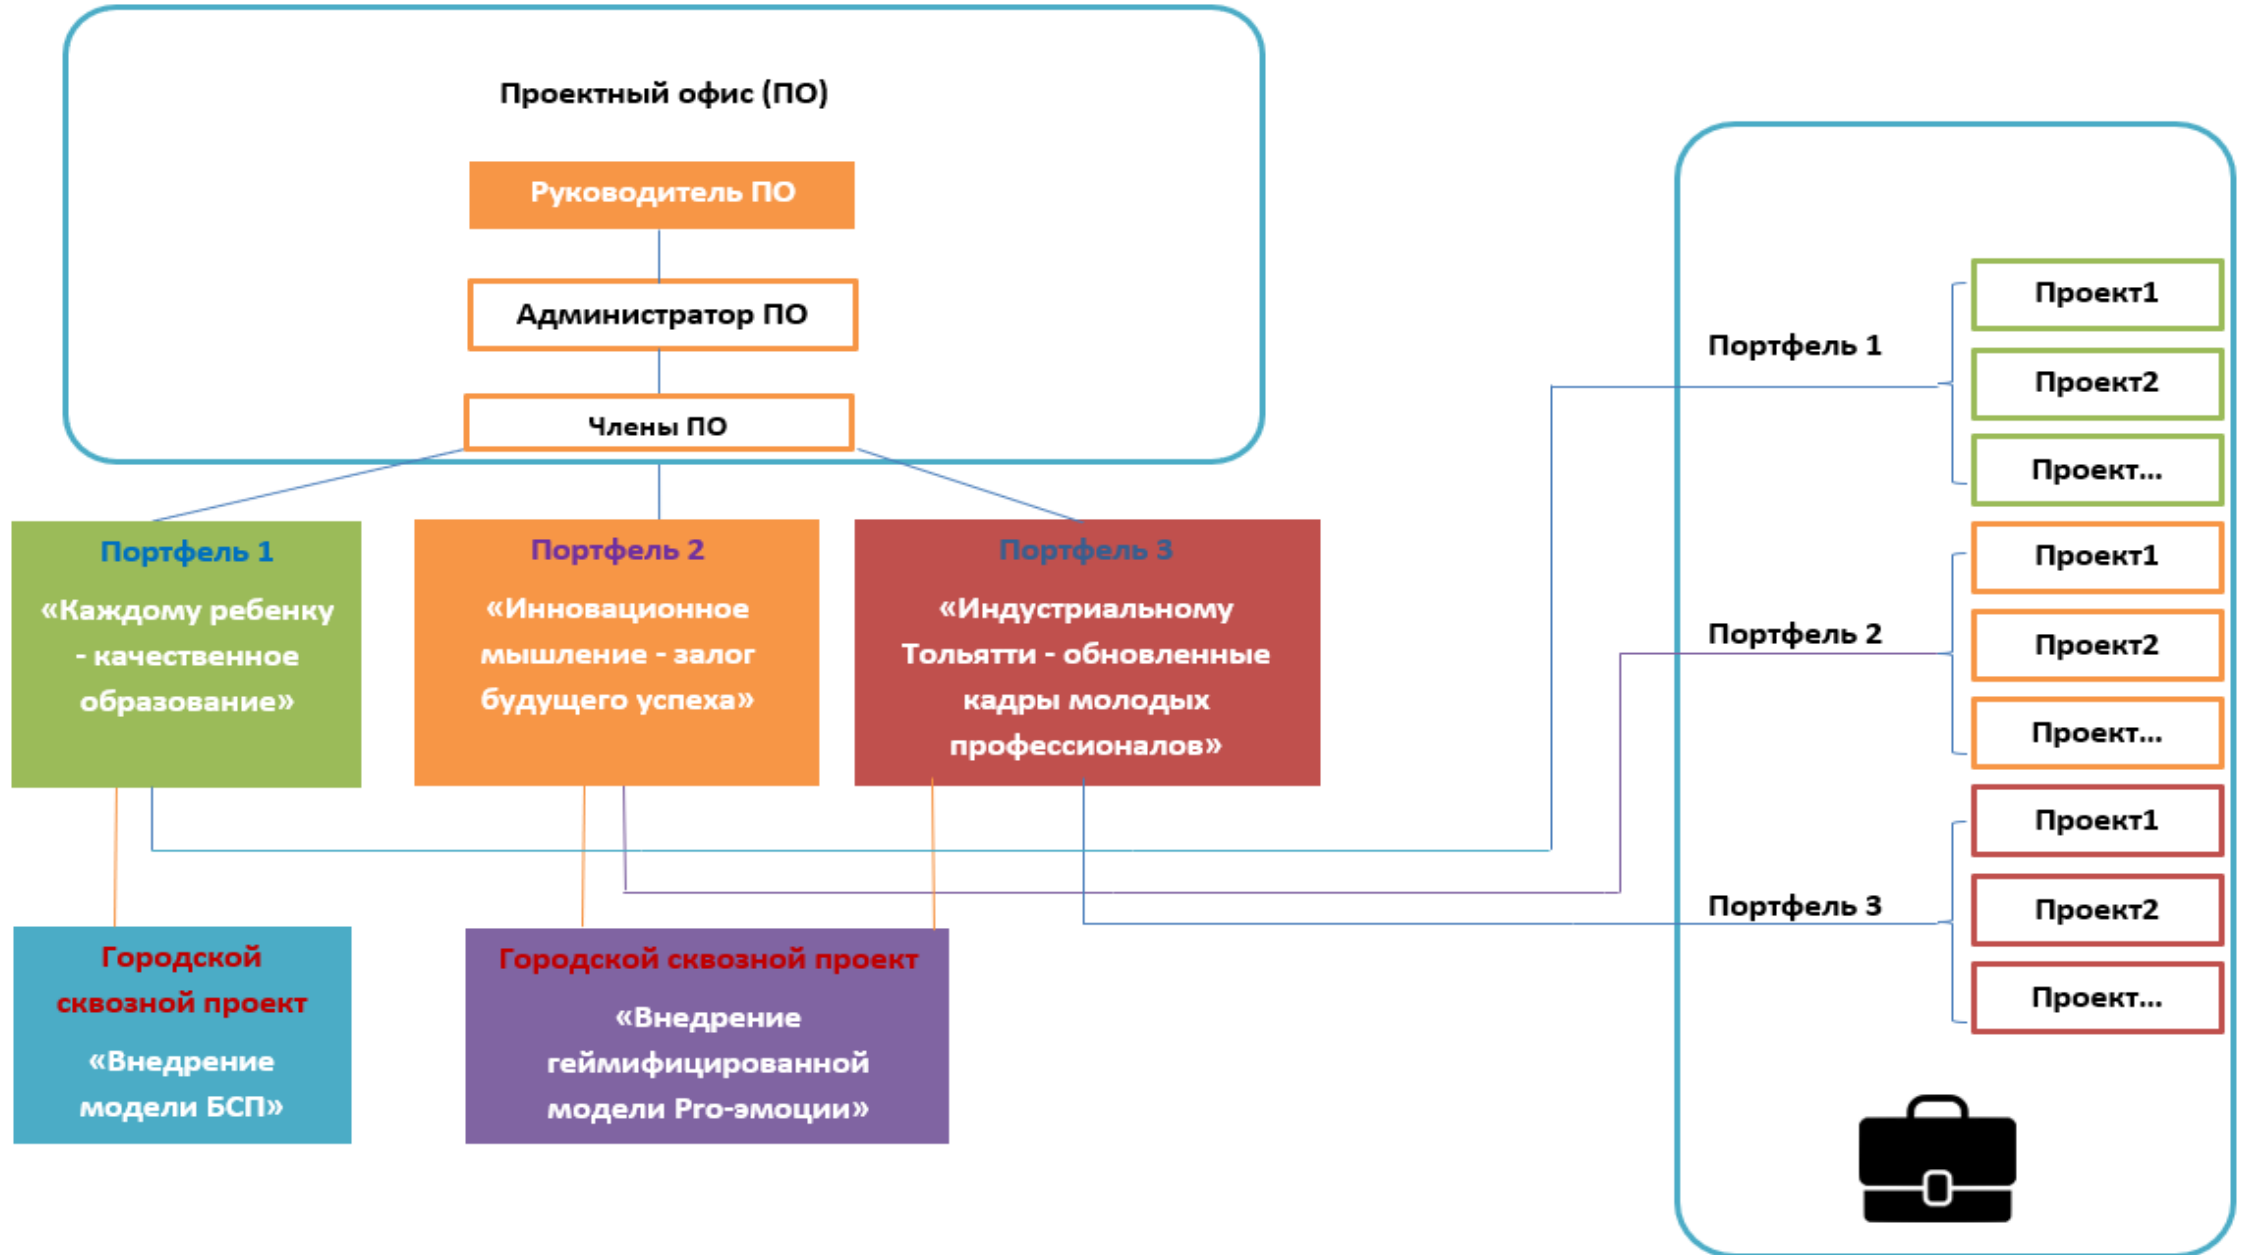 Проектный офис (ПО)
Руководитель ПО
Администратор ПО
Члены ПО
Портфель 1
«Каждому ребенку
- качественное
образование»
Портфель 2
«Инновационное
мышление - залог
будущего успеха»
Портфель 3
«Индустриальному
Тольятти - обновленные
кадры молодых
профессионалов»
Городской
сквозной проект
«Внедрение
модели БСП»
Городской сквозной проект
«Внедрение
геймифицированной
модели Pro-эмоции»
Портфель 1
Проект1
Проект2
Проект...
Портфель 2
Проект1
Проект2
Проект...
Портфель 3
Проект1
Проект2
Проект...